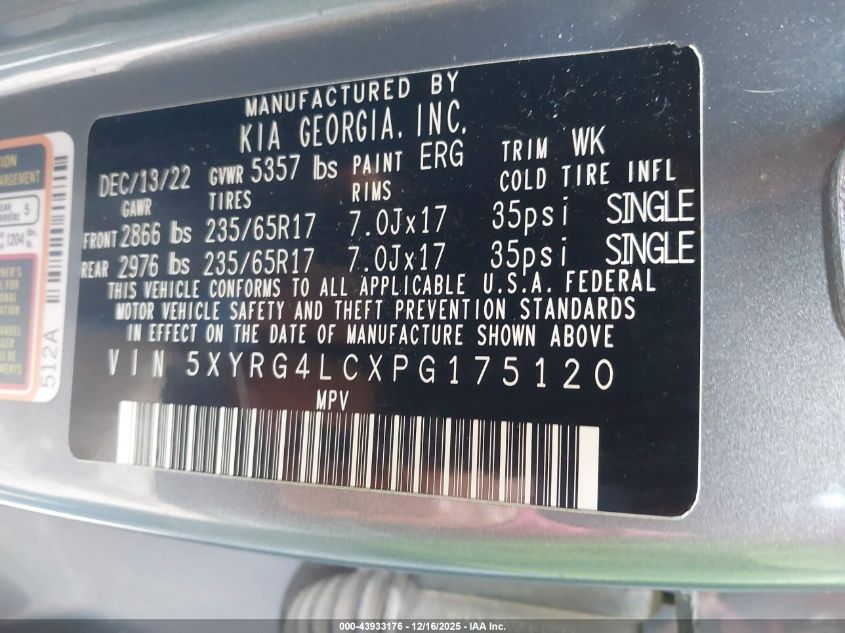 MANUFACTURED BY
KIA GEORGIA, INC.
DEC/13/22 GVWR 5357 lbs PAINT ERG TRIM WK
GAWR TIRES RIMS COLD TIRE INFL
FRONT 2866 lbs 235/65R17 7.0Jx17 35psi SINGLE
REAR 2976 lbs 235/65R17 7.0Jx17 35psi SINGLE
THIS VEHICLE CONFORMS TO ALL APPLICABLE U.S.A. FEDERAL
MOTOR VEHICLE SAFETY AND THEFT PREVENTION STANDARDS
IN EFFECT ON THE DATE OF MANUFACTURE SHOWN ABOVE
VIN 5XYRG4LCXPG175120
MPV
5
1204
512A
000-43933176 - 12/16/2025 - IAA Inc.